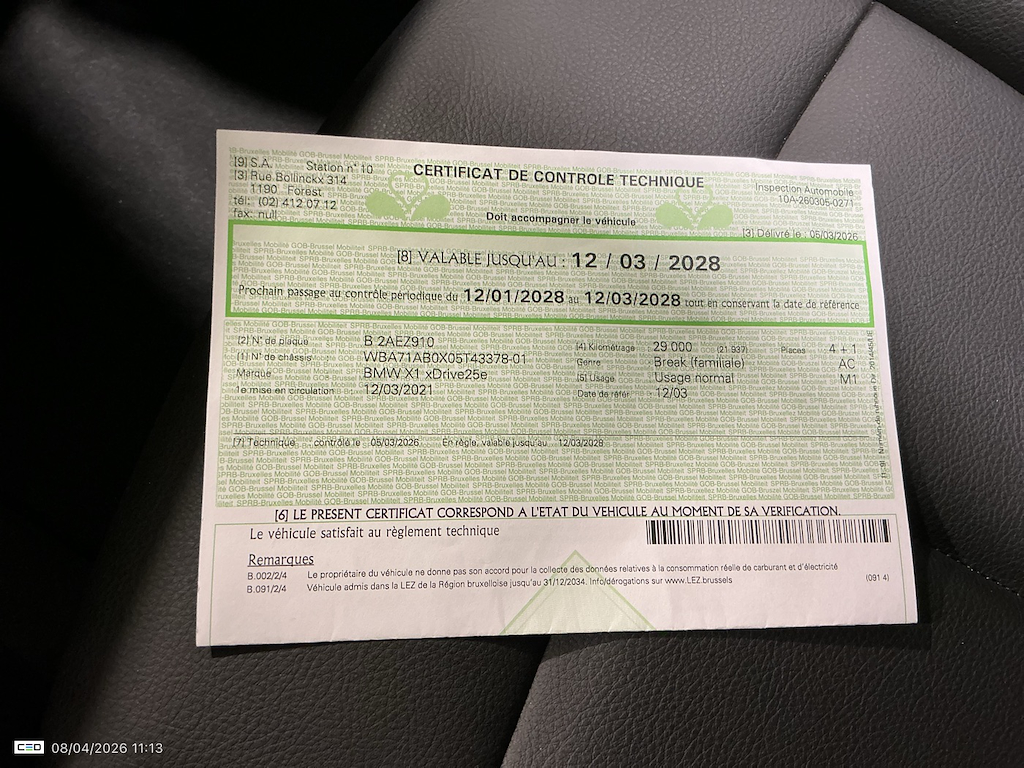 [9] S.A. Station n° 10
[3] Rue Bollinckx 314
1190 Forest
tél: (02) 412 07 12
fax: null
CERTIFICAT DE CONTROLE TECHNIQUE
Doit accompagner le véhicule
Inspection Automobile
10A-260305-0271
[3] Délivré le : 05/03/2026
[8] VALABLE JUSQU'AU : 12 / 03 / 2028
Prochain passage au contrôle périodique du 12/01/2028 au 12/03/2028 tout en conservant la date de référence
[2] N° de plaque B 2AEZ910
[1] N° de châssis WBA71AB0X05T43378-01
Marque BMW X1 xDrive25e
1e mise en circulation 12/03/2021
[4] Kilométrage 29.000 (21.937) Places 4 + 1
Genre Break (familiale) AC
[5] Usage Usage normal M1
Date de référ. : 12/03
[7] Technique contrôlé le 05/03/2026 En règle, valable jusqu'au 12/03/2028
[6] LE PRESENT CERTIFICAT CORRESPOND A L'ETAT DU VEHICULE AU MOMENT DE SA VERIFICATION.
Le véhicule satisfait au règlement technique
Remarques
B.002/2/4 Le propriétaire du véhicule ne donne pas son accord pour la collecte des données relatives à la consommation réelle de carburant et d'électricité
B.091/2/4 Véhicule admis dans la LEZ de la Région bruxelloise jusqu'au 31/12/2034. Info/dérogations sur www.LEZ.brussels
(091 4)
SPRB-Bruxelles Mobilité GOB-Brussel Mobiliteit
CEO 08/04/2026 11:13